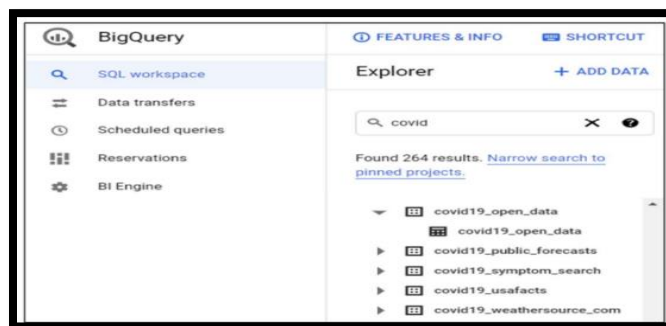 BigQuery
FEATURES & INFO
SHORTCUT
SQL workspace
Data transfers
Scheduled queries
Reservations
BI Engine
Explorer
+ ADD DATA
covid
Found 264 results. Narrow search to
pinned projects.
covid19_open_data
covid19_open_data
covid19_public_forecasts
covid19_symptom_search
covid19_usafacts
covid19_weathersource_com